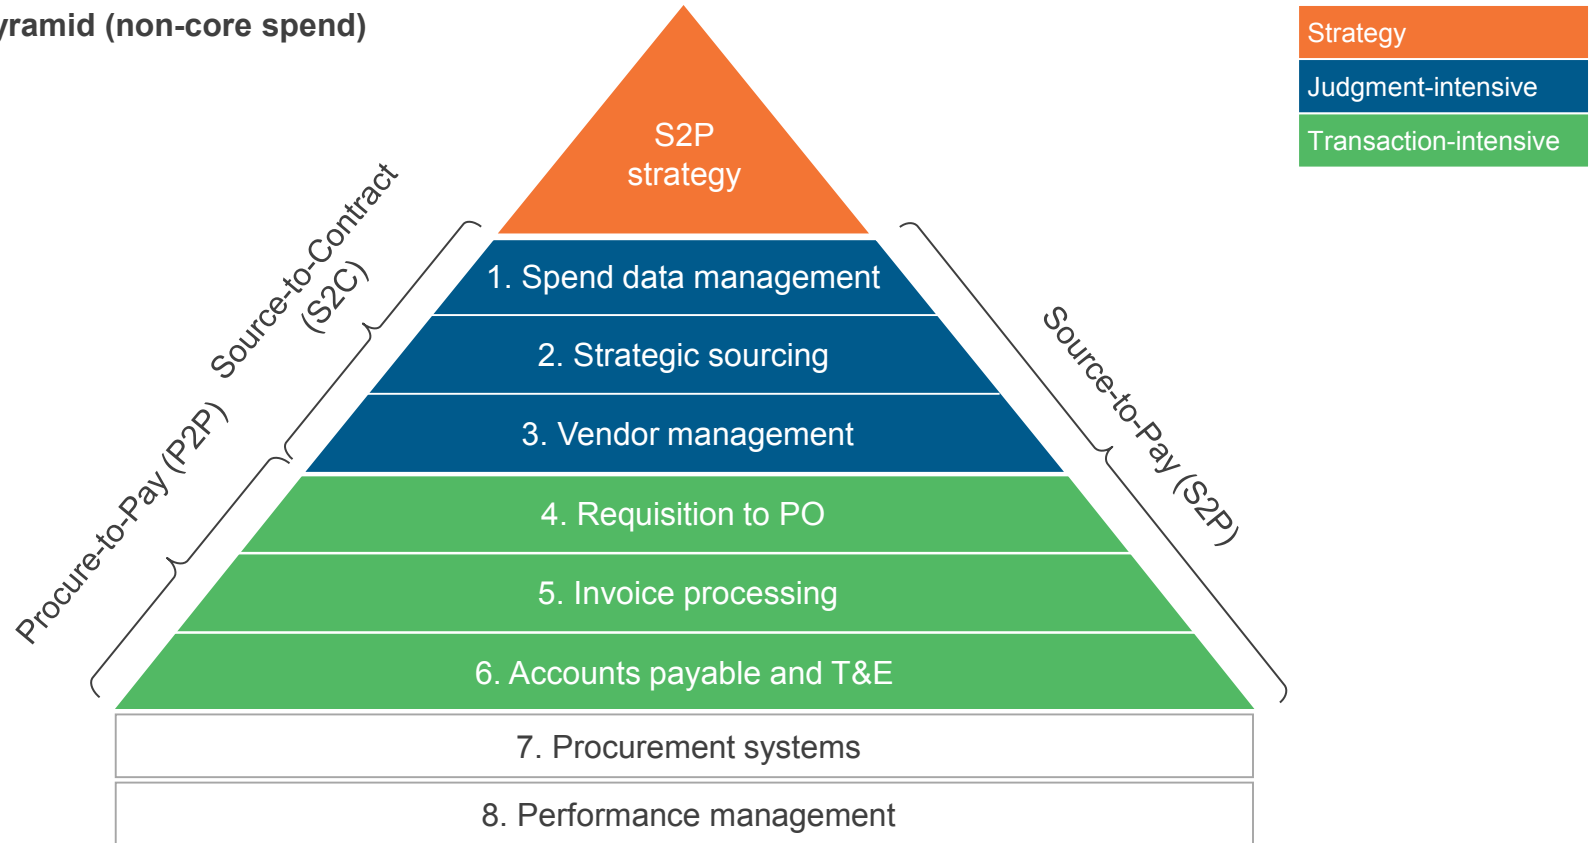 yramid (non-core spend)
Strategy
Judgment-intensive
Transaction-intensive
S2P
strategy
Source-to-Contract
(S2C)
Procure-to-Pay (P2P)
Source-to-Pay (S2P)
1. Spend data management
2. Strategic sourcing
3. Vendor management
4. Requisition to PO
5. Invoice processing
6. Accounts payable and T&E
7. Procurement systems
8. Performance management